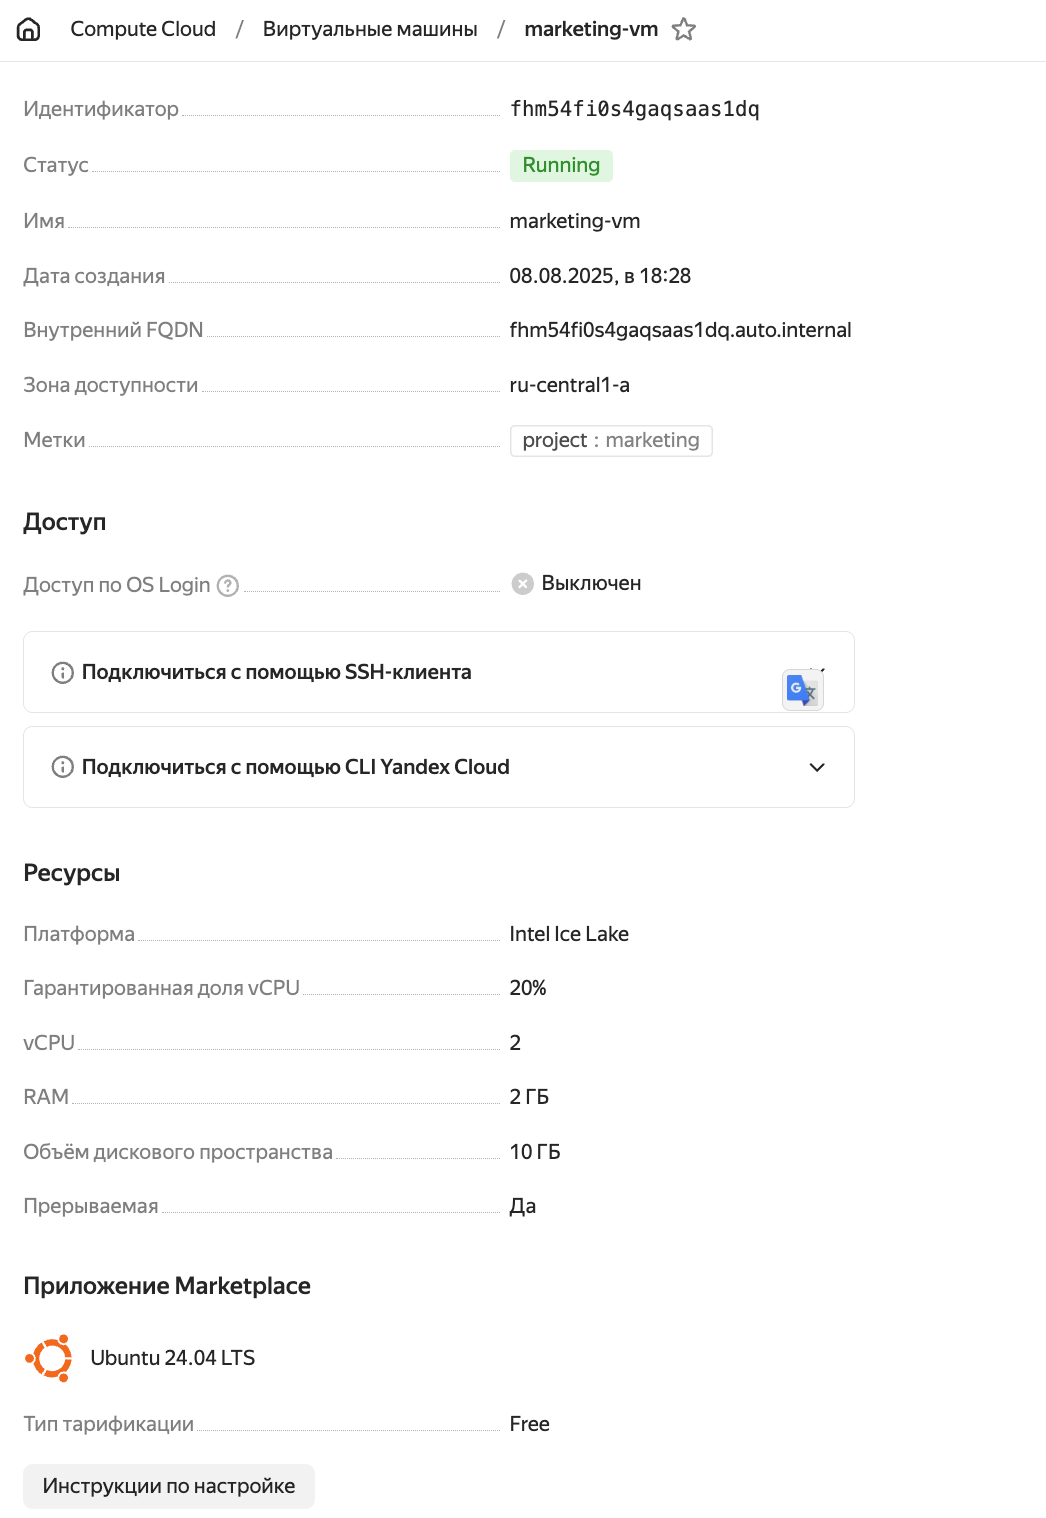 Compute Cloud / Виртуальные машины / marketing-vm
Идентификатор fhm54fi0s4gaqsaas1dq
Статус Running
Имя marketing-vm
Дата создания 08.08.2025, в 18:28
Внутренний FQDN fhm54fi0s4gaqsaas1dq.auto.internal
Зона доступности ru-central1-a
Метки project : marketing
Доступ
Доступ по OS Login ? Выключен
Подключиться с помощью SSH-клиента
Подключиться с помощью CLI Yandex Cloud
Ресурсы
Платформа Intel Ice Lake
Гарантированная доля vCPU 20%
vCPU 2
RAM 2 ГБ
Объём дискового пространства 10 ГБ
Прерываемая Да
Приложение Marketplace
Ubuntu 24.04 LTS
Тип тарификации Free
Инструкции по настройке